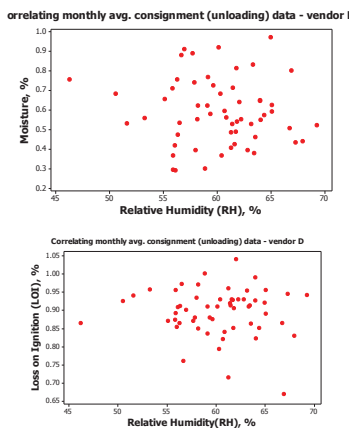 orrelating monthly avg. consignment (unloading) data - vendor
Moisture, %
1.0
0.9
0.8
0.7
0.6
0.5
0.4
0.3
0.2
45 50 55 60 65 70
Relative Humidity (RH), %
Correlating monthly avg. consignment (unloading) data - vendor D
Loss on Ignition (LOI), %
1.05
1.00
0.95
0.90
0.85
0.80
0.75
0.70
0.65
45 50 55 60 65 70
Relative Humidity(RH), %